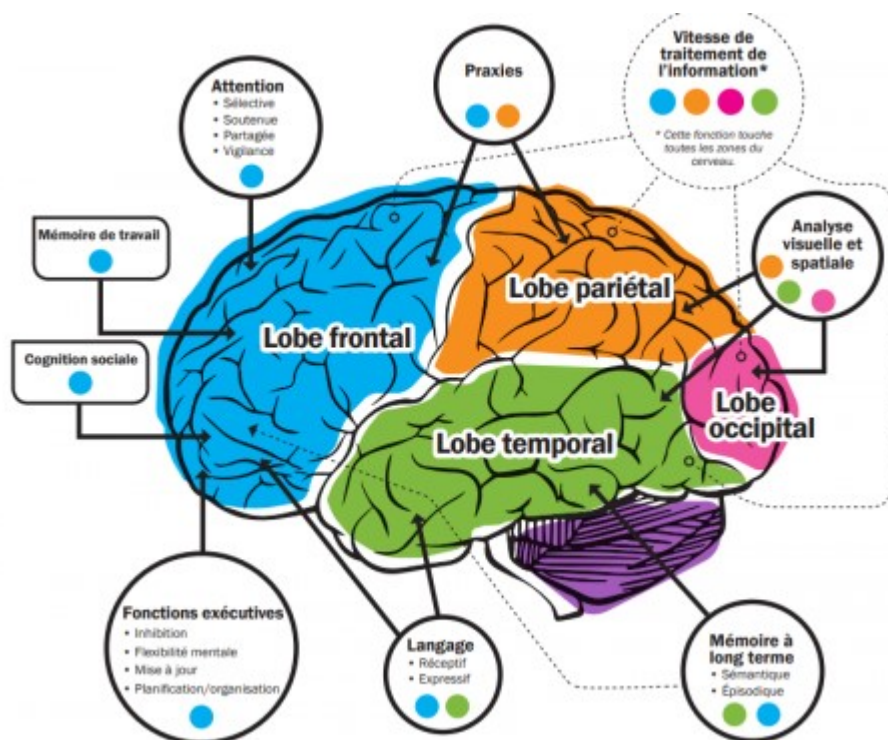 Attention
• Sélective
• Soutenue
• Partagée
• Vigilance
Praxies
Vitesse de
traitement de
l'information*
* Cette fonction touche
toutes les zones du
cerveau.
Mémoire de travail
Cognition sociale
Analyse
visuelle et
spatiale
Lobe frontal
Lobe pariétal
Lobe temporal
Lobe
occipital
Fonctions exécutives
• Inhibition
• Flexibilité mentale
• Mise à jour
• Planification/organisation
Langage
• Réceptif
• Expressif
Mémoire à
long terme
• Sémantique
• Épisodique